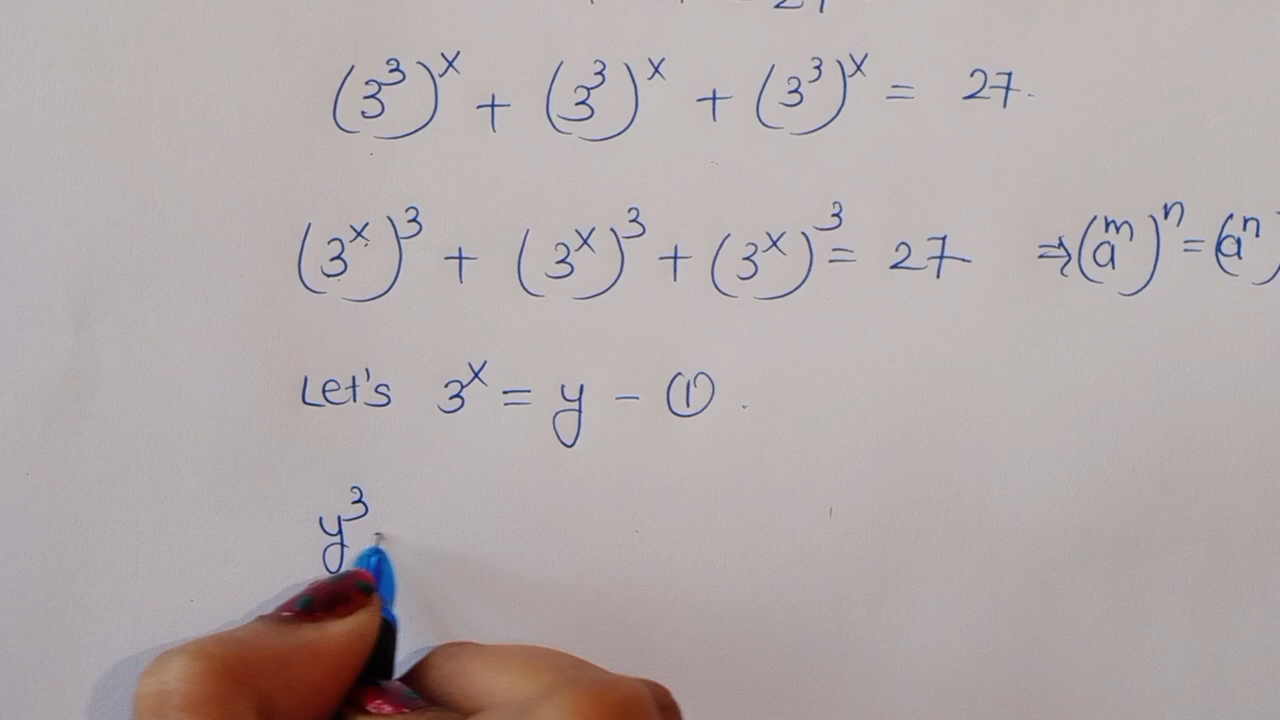 (3³)ˣ + (3³)ˣ + (3³)ˣ = 27.
(3ˣ)³ + (3ˣ)³ + (3ˣ)³ = 27 ⇒ (aᵐ)ⁿ = (aⁿ
Let's 3ˣ = y - ①
y³